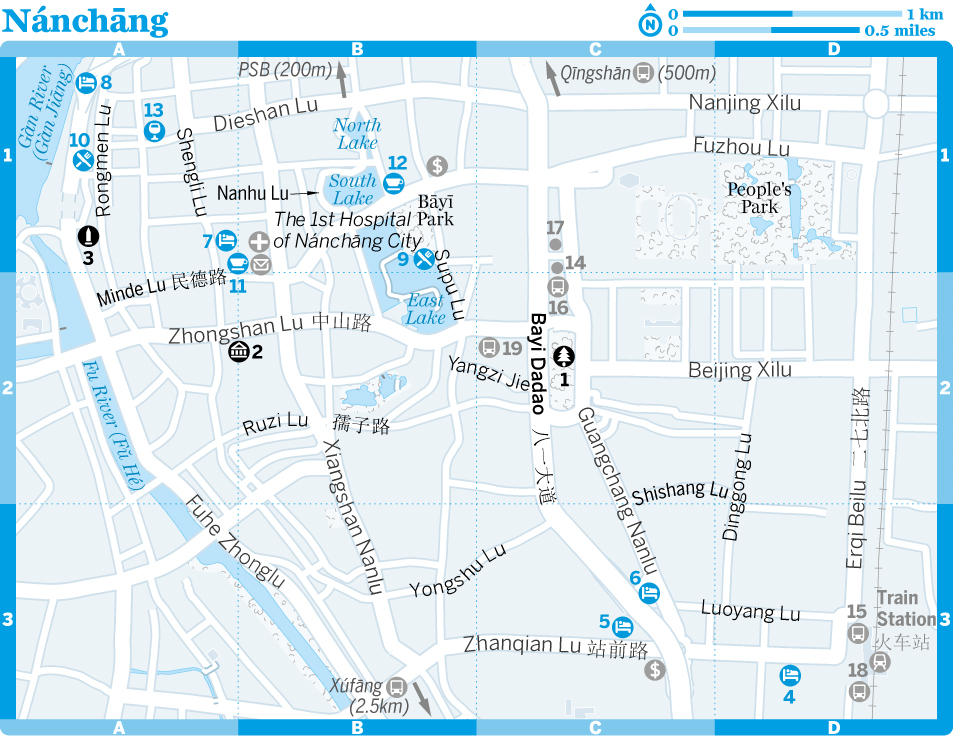 Nánchāng
0 1 km
0 0.5 miles
N
A B C D
PSB (200m)
Qīngshān (500m)
Gàn River
(Gàn Jiāng)
8
13
10
Rongmen Lu
Shengli Lu
Dieshan Lu
North
Lake
12
$
Nanjing Xilu
Fuzhou Lu
1
1
Nanhu Lu
South
Lake
Bāyī
Park
People's
Park
The 1st Hospital
of Nánchāng City
3
7
11
9
Supu Lu
17
14
16
Minde Lu 民德路
East
Lake
Zhongshan Lu 中山路
2
19
Yangzi Jie
Bayi Dadao 八一大道
1
Beijing Xilu
2
2
Fu River (Fǔ Hé)
Ruzi Lu 孺子路
Xiangshan Nanlu
Guangchang Nanlu
Shishang Lu
Dinggong Lu
Erqi Beilu 二七北路
Fuhe Zhonglu
Yongshu Lu
6
5
Luoyang Lu
15
Train
Station
火车站
3
3
Zhanqian Lu 站前路
$
18
4
Xúfāng
(2.5km)
A B C D